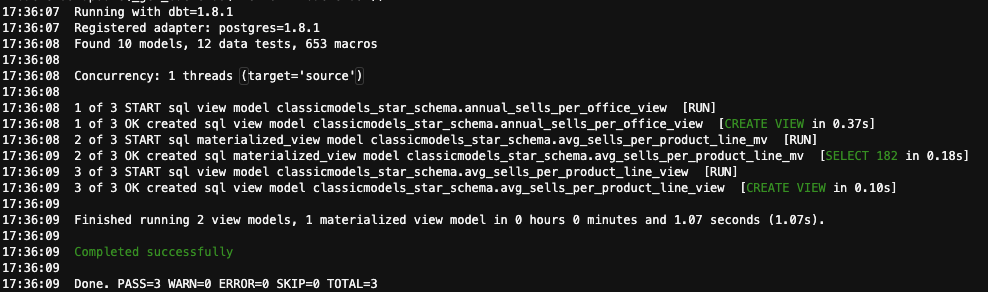 17:36:07 Running with dbt=1.8.1
17:36:07 Registered adapter: postgres=1.8.1
17:36:08 Found 10 models, 12 data tests, 653 macros
17:36:08
17:36:08 Concurrency: 1 threads (target='source')
17:36:08
17:36:08 1 of 3 START sql view model classicmodels_star_schema.annual_sells_per_office_view [RUN]
17:36:08 1 of 3 OK created sql view model classicmodels_star_schema.annual_sells_per_office_view [CREATE VIEW in 0.37s]
17:36:08 2 of 3 START sql materialized_view model classicmodels_star_schema.avg_sells_per_product_line_mv [RUN]
17:36:09 2 of 3 OK created sql materialized_view model classicmodels_star_schema.avg_sells_per_product_line_mv [SELECT 182 in 0.18s]
17:36:09 3 of 3 START sql view model classicmodels_star_schema.avg_sells_per_product_line_view [RUN]
17:36:09 3 of 3 OK created sql view model classicmodels_star_schema.avg_sells_per_product_line_view [CREATE VIEW in 0.10s]
17:36:09
17:36:09 Finished running 2 view models, 1 materialized view model in 0 hours 0 minutes and 1.07 seconds (1.07s).
17:36:09
17:36:09 Completed successfully
17:36:09
17:36:09 Done. PASS=3 WARN=0 ERROR=0 SKIP=0 TOTAL=3